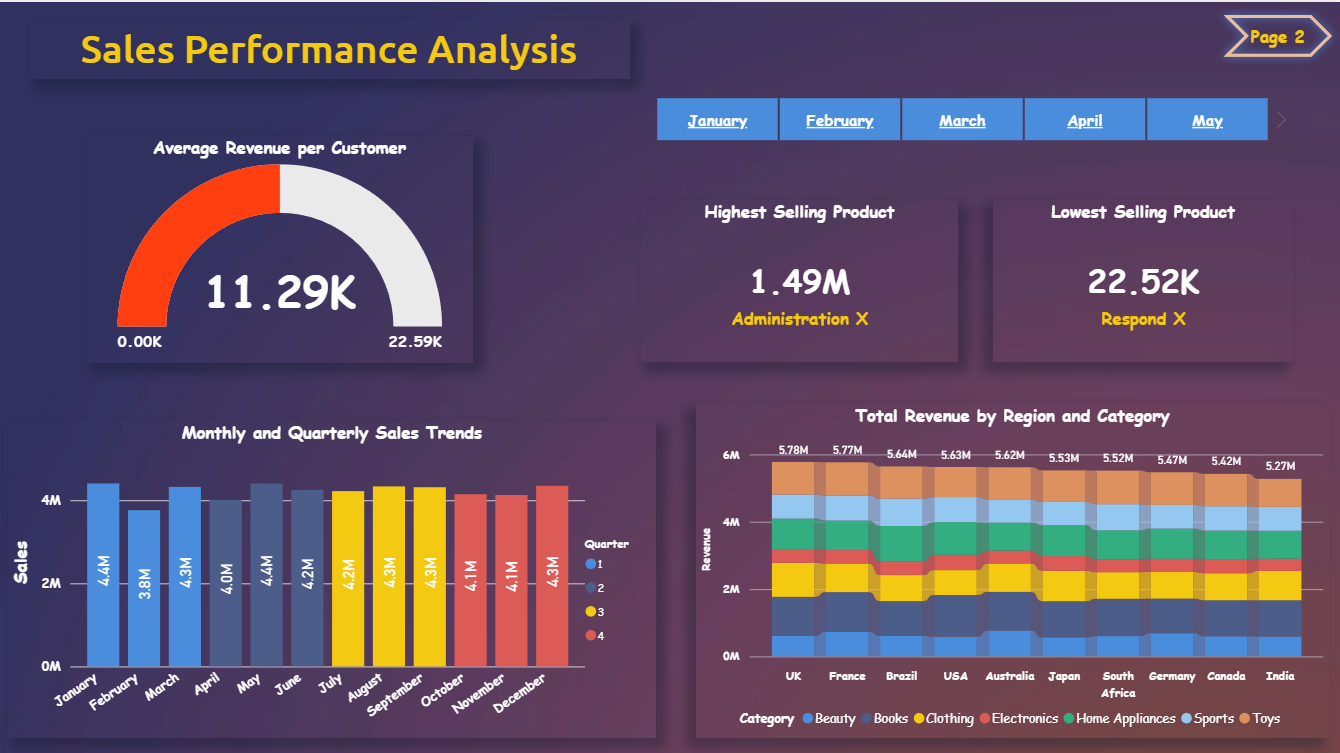 Sales Performance Analysis
Page 2
January February March April May
Average Revenue per Customer
11.29K
0.00K 22.59K
Highest Selling Product
1.49M
Administration X
Lowest Selling Product
22.52K
Respond X
Monthly and Quarterly Sales Trends
Sales
4M
2M
0M
4.4M 3.8M 4.3M 4.0M 4.4M 4.2M 4.2M 4.3M 4.3M 4.1M 4.1M 4.3M
January February March April May June July August September October November December
Quarter
1
2
3
4
Total Revenue by Region and Category
Revenue
6M
4M
2M
0M
5.78M 5.77M 5.64M 5.63M 5.62M 5.53M 5.52M 5.47M 5.42M 5.27M
UK France Brazil USA Australia Japan South Germany Canada India
Africa
Category Beauty Books Clothing Electronics Home Appliances Sports Toys